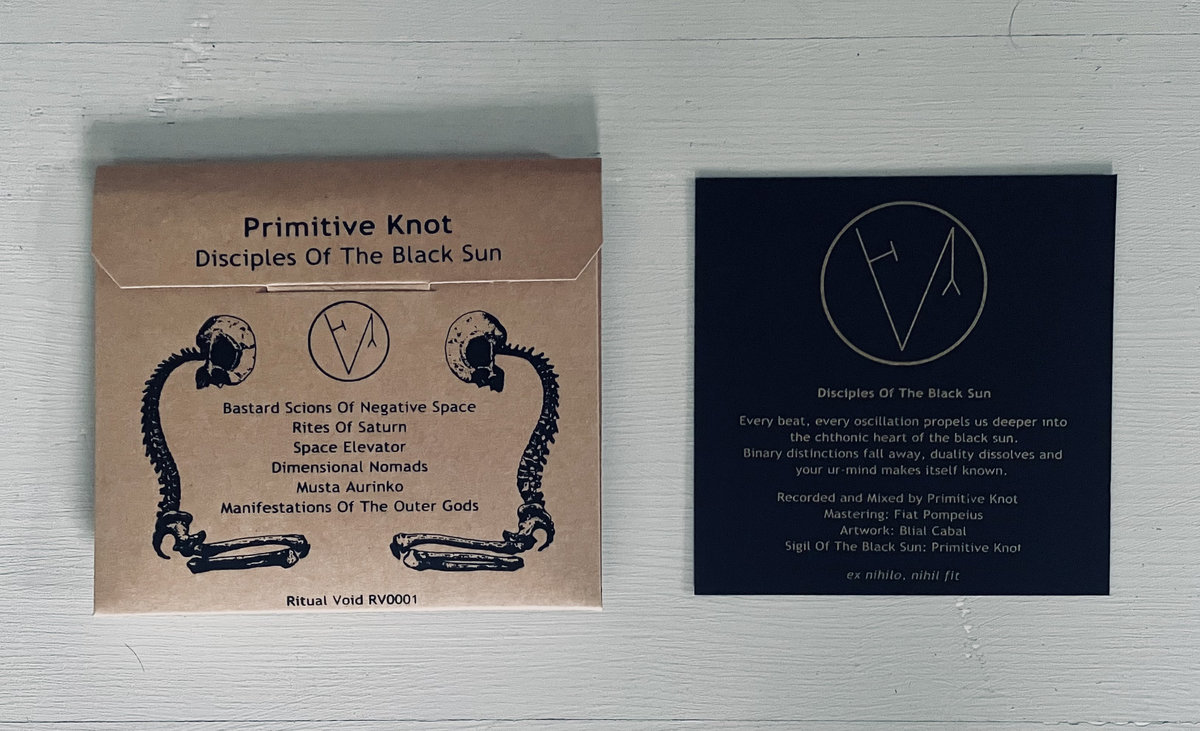 Primitive Knot
Disciples Of The Black Sun
Bastard Scions Of Negative Space
Rites Of Saturn
Space Elevator
Dimensional Nomads
Musta Aurinko
Manifestations Of The Outer Gods
Ritual Void RV0001
Disciples Of The Black Sun
Every beat, every oscillation propels us deeper into
the chthonic heart of the black sun.
Binary distinctions fall away, duality dissolves and
your ur-mind makes itself known.
Recorded and Mixed by Primitive Knot
Mastering: Fiat Pompeius
Artwork: Blial Cabal
Sigil Of The Black Sun: Primitive Knot
ex nihilo, nihil fit